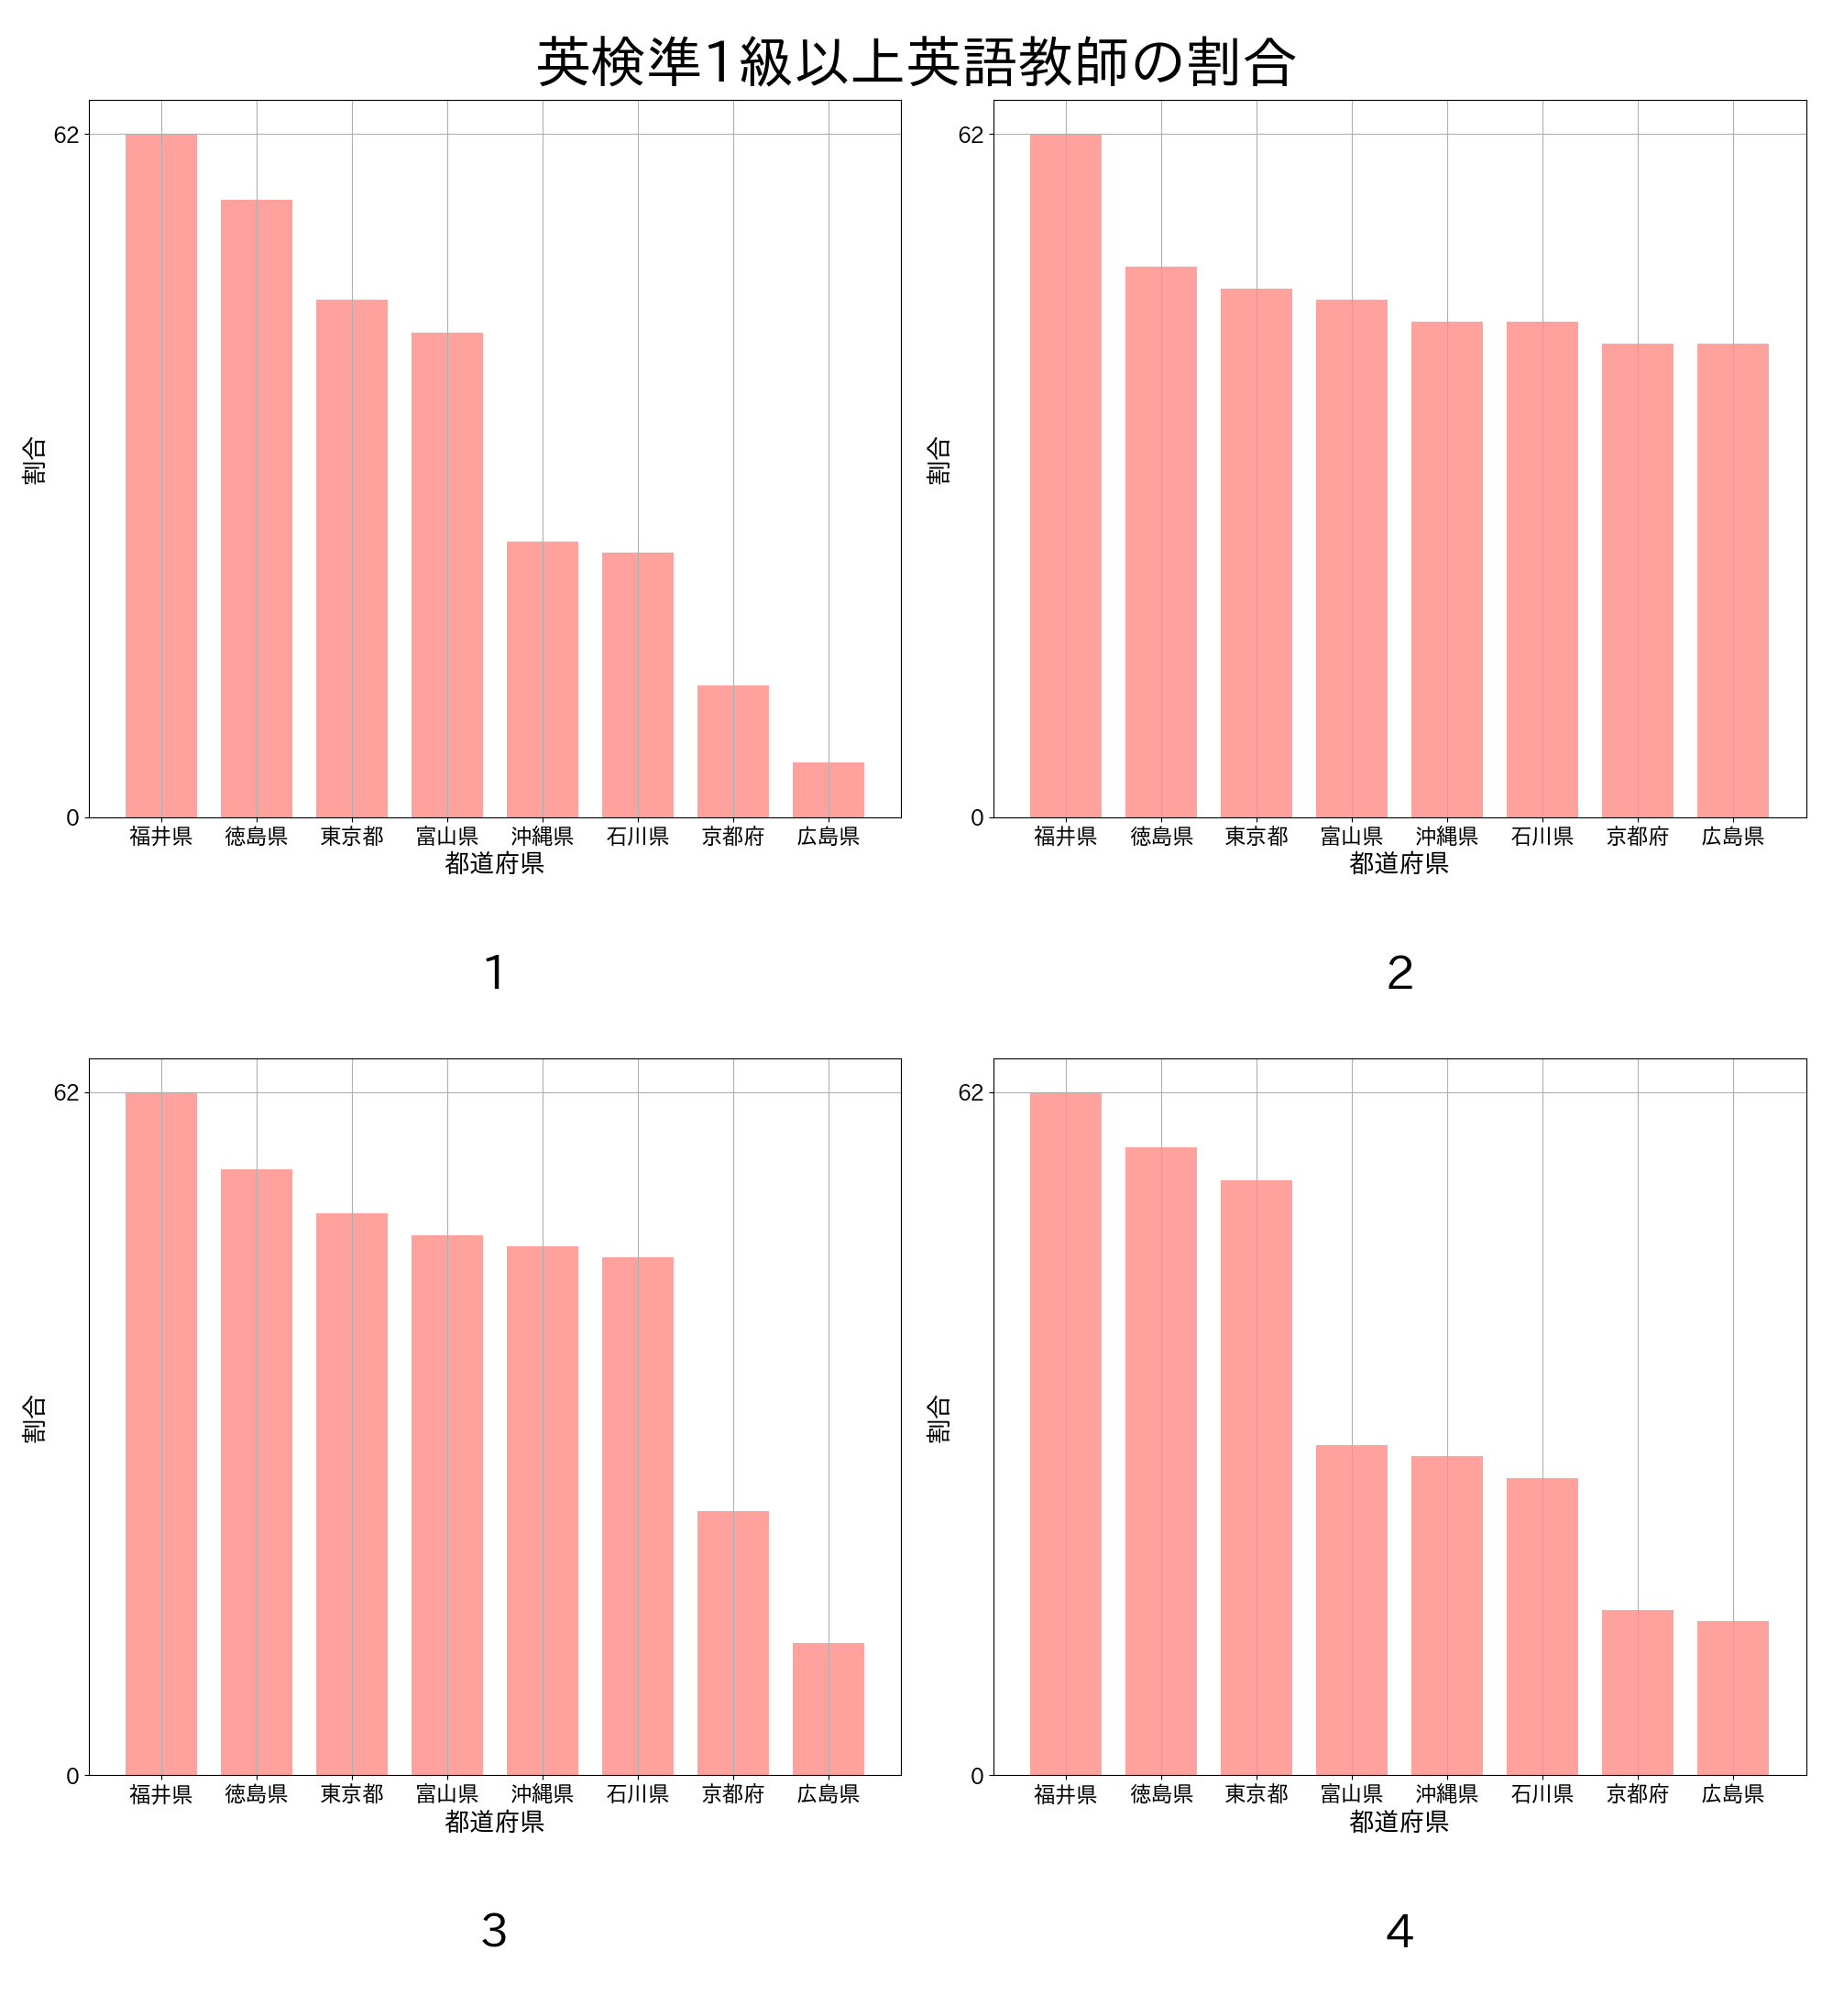 英検準1級以上英語教師の割合
62
0
割合
福井県 徳島県 東京都 富山県 沖縄県 石川県 京都府 広島県
都道府県
1
62
0
割合
福井県 徳島県 東京都 富山県 沖縄県 石川県 京都府 広島県
都道府県
2
62
0
割合
福井県 徳島県 東京都 富山県 沖縄県 石川県 京都府 広島県
都道府県
3
62
0
割合
福井県 徳島県 東京都 富山県 沖縄県 石川県 京都府 広島県
都道府県
4